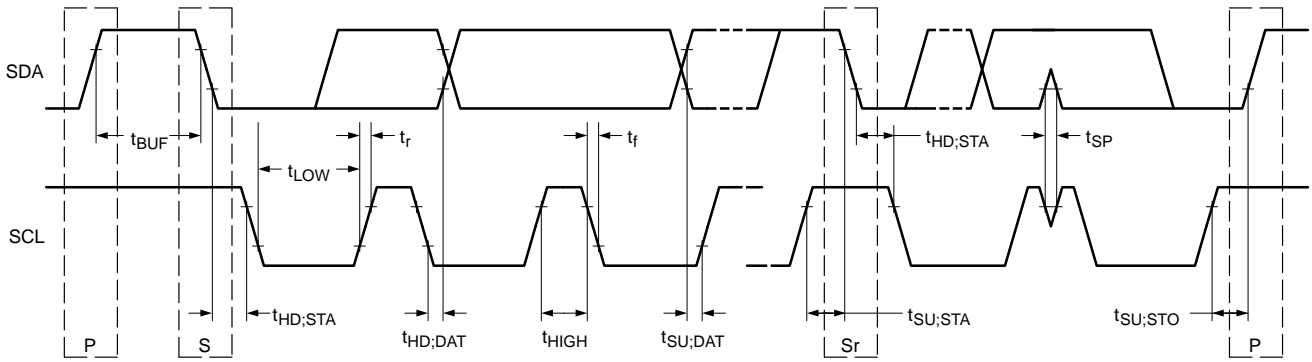 SDA
t_BUF
t_LOW
t_r
t_f
t_HD;STA
t_SP
SCL
t_HD;STA
t_HD;DAT
t_HIGH
t_SU;DAT
t_SU;STA
t_SU;STO
P
S
Sr
P